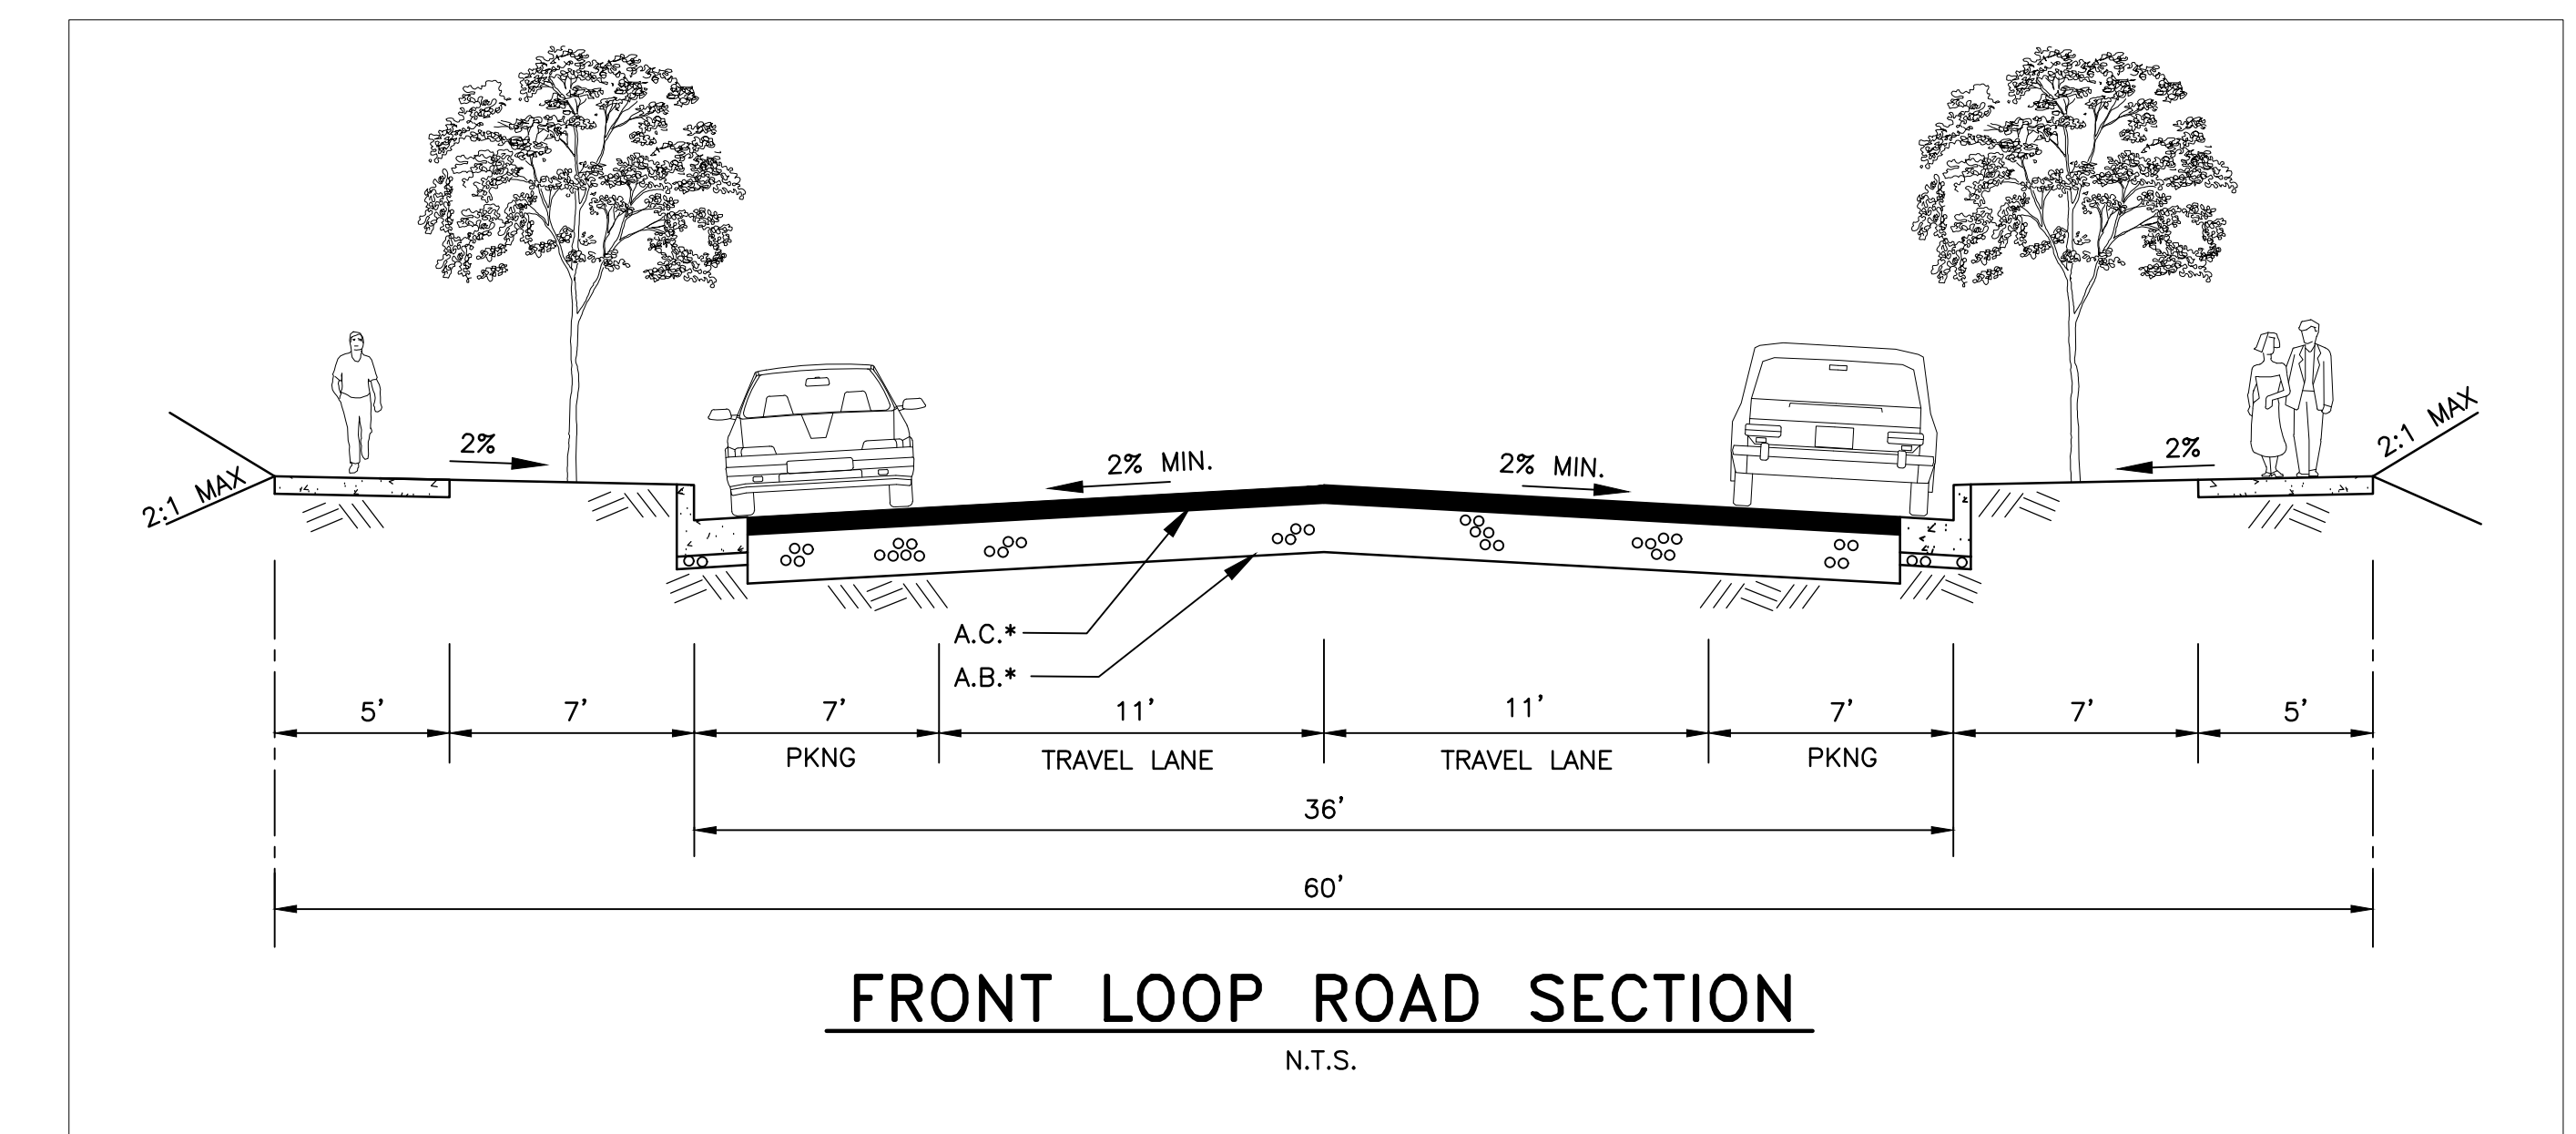 2:1 MAX
2%
2% MIN.
2% MIN.
2%
2:1 MAX
A.C.*
A.B.*
5' 7' 7' 11' 11' 7' 7' 5'
PKNG TRAVEL LANE TRAVEL LANE PKNG
36'
60'
FRONT LOOP ROAD SECTION
N.T.S.